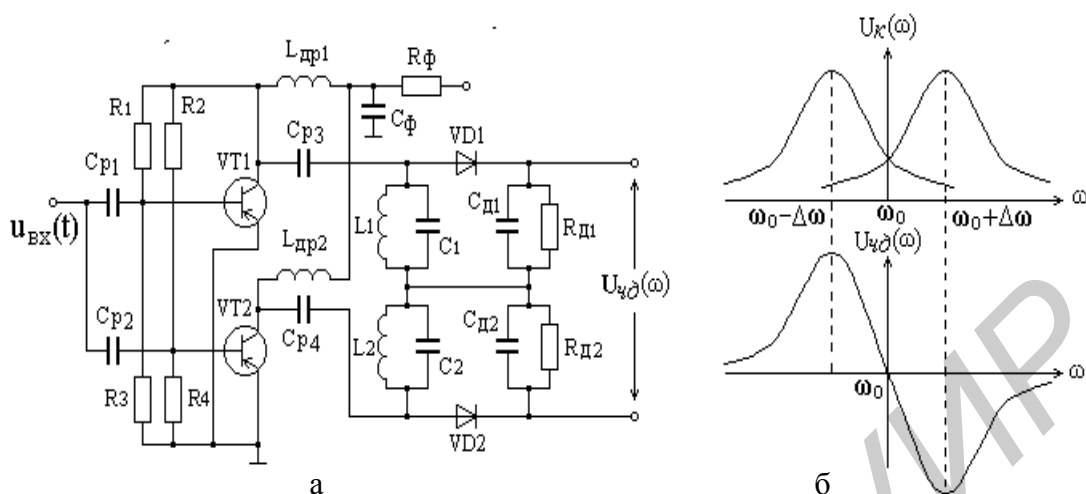 Lдр1
Rф
Cф
R1
R2
Cр1
VT1
Cр3
VD1
uвх(t)
L1
C1
CД1
RД1
Lдр2
Uчд(ω)
Cр2
VT2
Cр4
L2
C2
CД2
RД2
R3
R4
VD2
а
Uк(ω)
ω
ω0–Δω
ω0
ω0+Δω
Uчд(ω)
ω0
ω
б
ИР